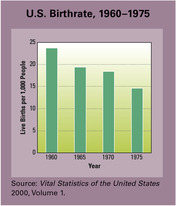 U.S. Birthrate, 1960–1975
Live Births per 1,000 People
25
20
15
10
5
0
1960 1965 1970 1975
Year
Source: Vital Statistics of the United States
2000, Volume 1.